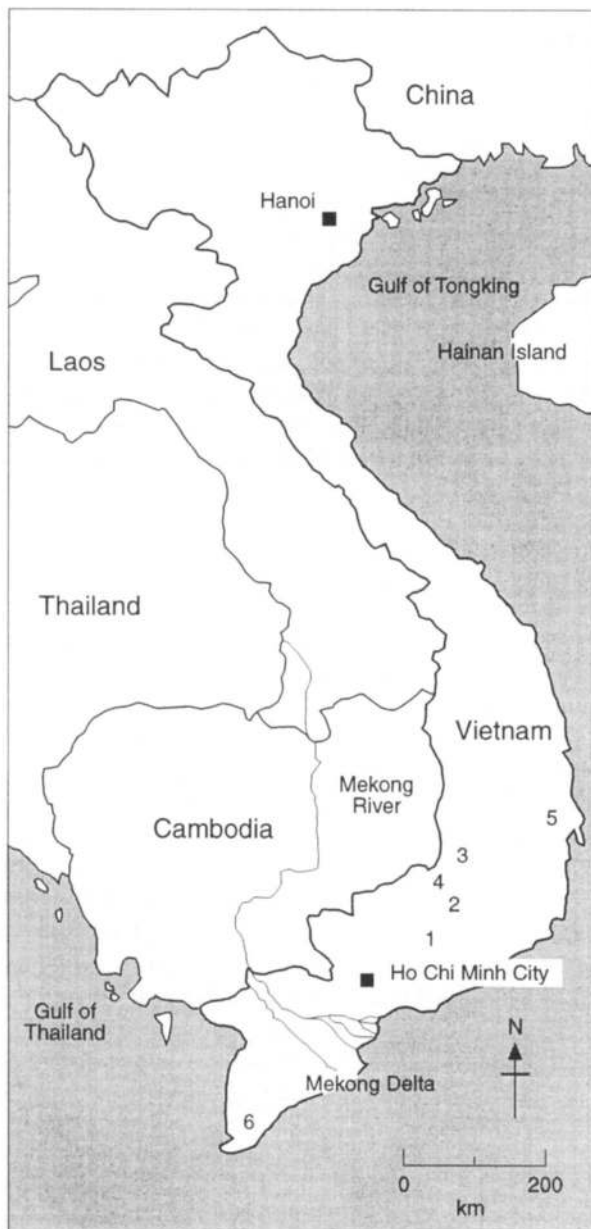 China
Hanoi
Gulf of Tongking
Hainan Island
Laos
Thailand
Vietnam
Mekong
River
Cambodia
5
3
4
2
1
Ho Chi Minh City
Gulf of
Thailand
N
Mekong Delta
6
0 200
km